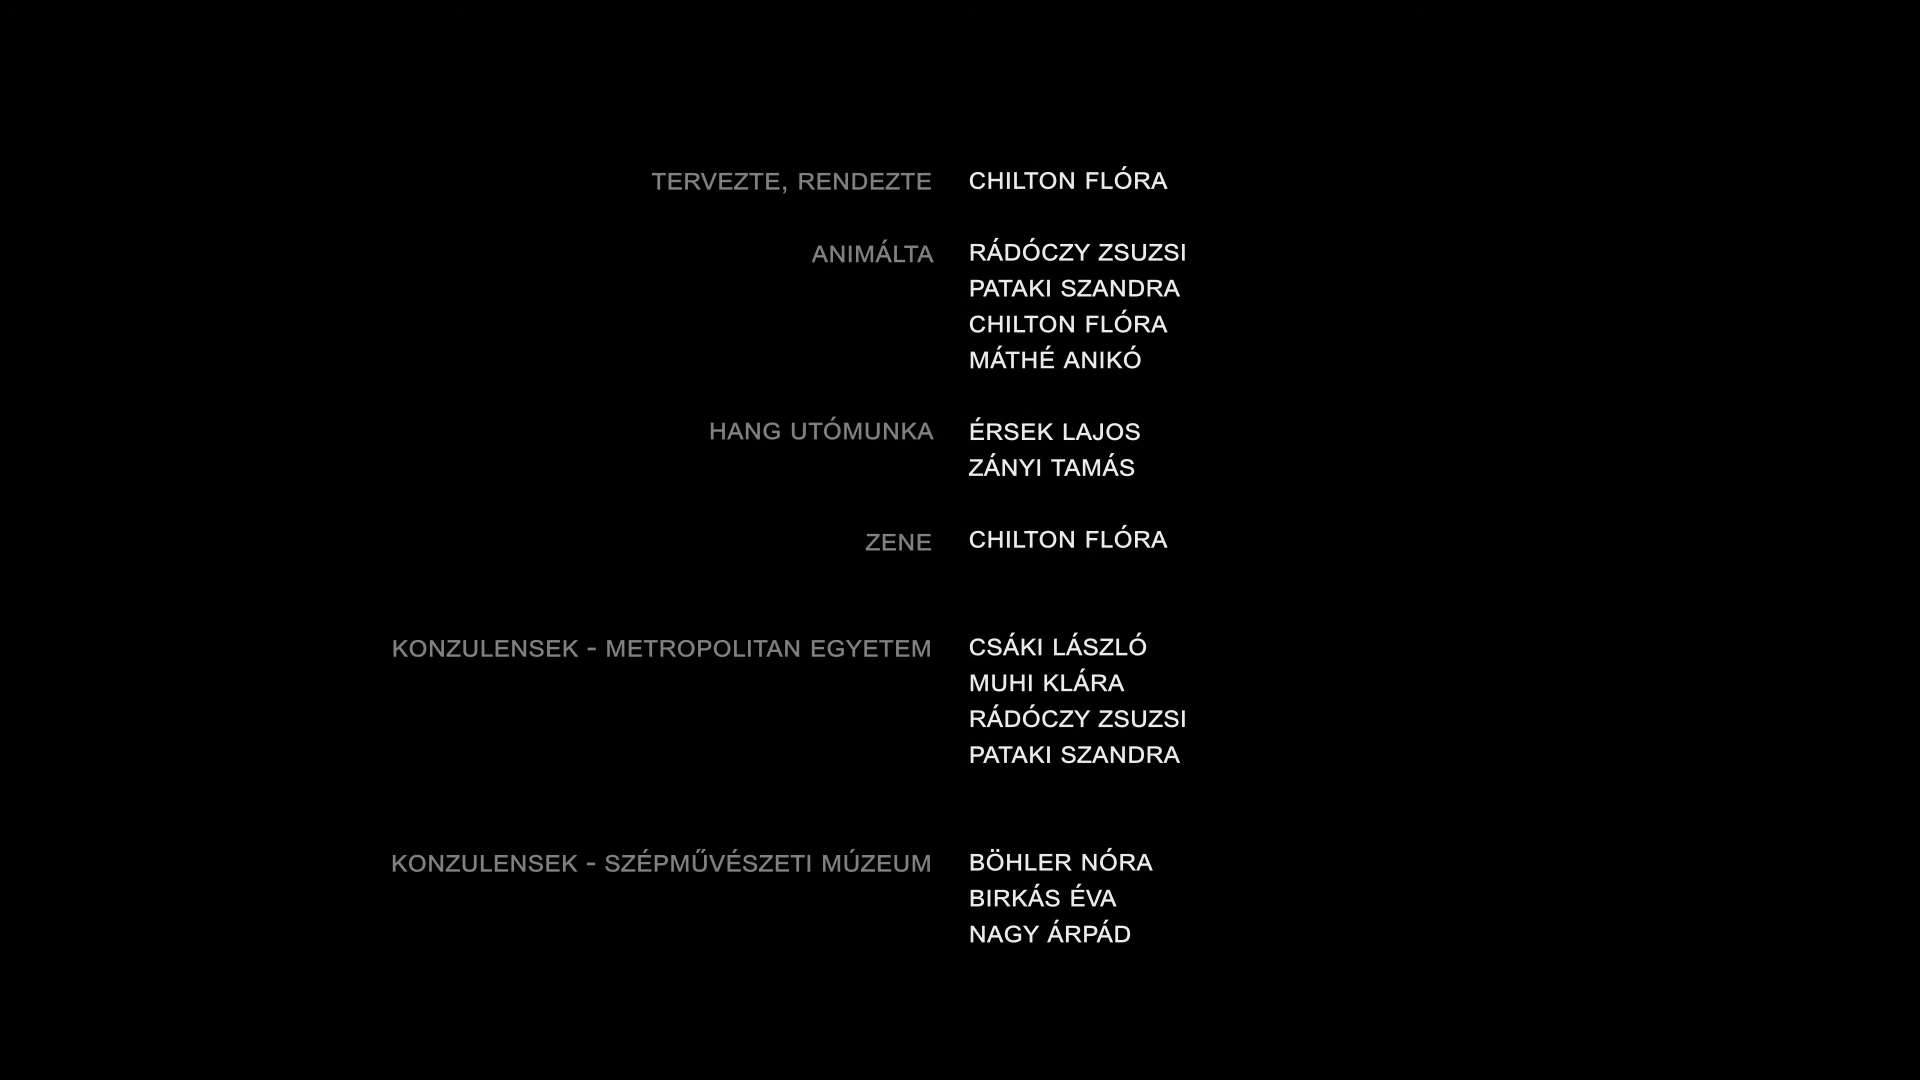 TERVEZTE, RENDEZTE CHILTON FLÓRA
ANIMÁLTA RÁDÓCZY ZSUZSI
PATAKI SZANDRA
CHILTON FLÓRA
MÁTHÉ ANIKÓ
HANG UTÓMUNKA ÉRSEK LAJOS
ZÁNYI TAMÁS
ZENE CHILTON FLÓRA
KONZULENSEK - METROPOLITAN EGYETEM CSÁKI LÁSZLÓ
MUHI KLÁRA
RÁDÓCZY ZSUZSI
PATAKI SZANDRA
KONZULENSEK - SZÉPMŰVÉSZETI MÚZEUM BÖHLER NÓRA
BIRKÁS ÉVA
NAGY ÁRPÁD